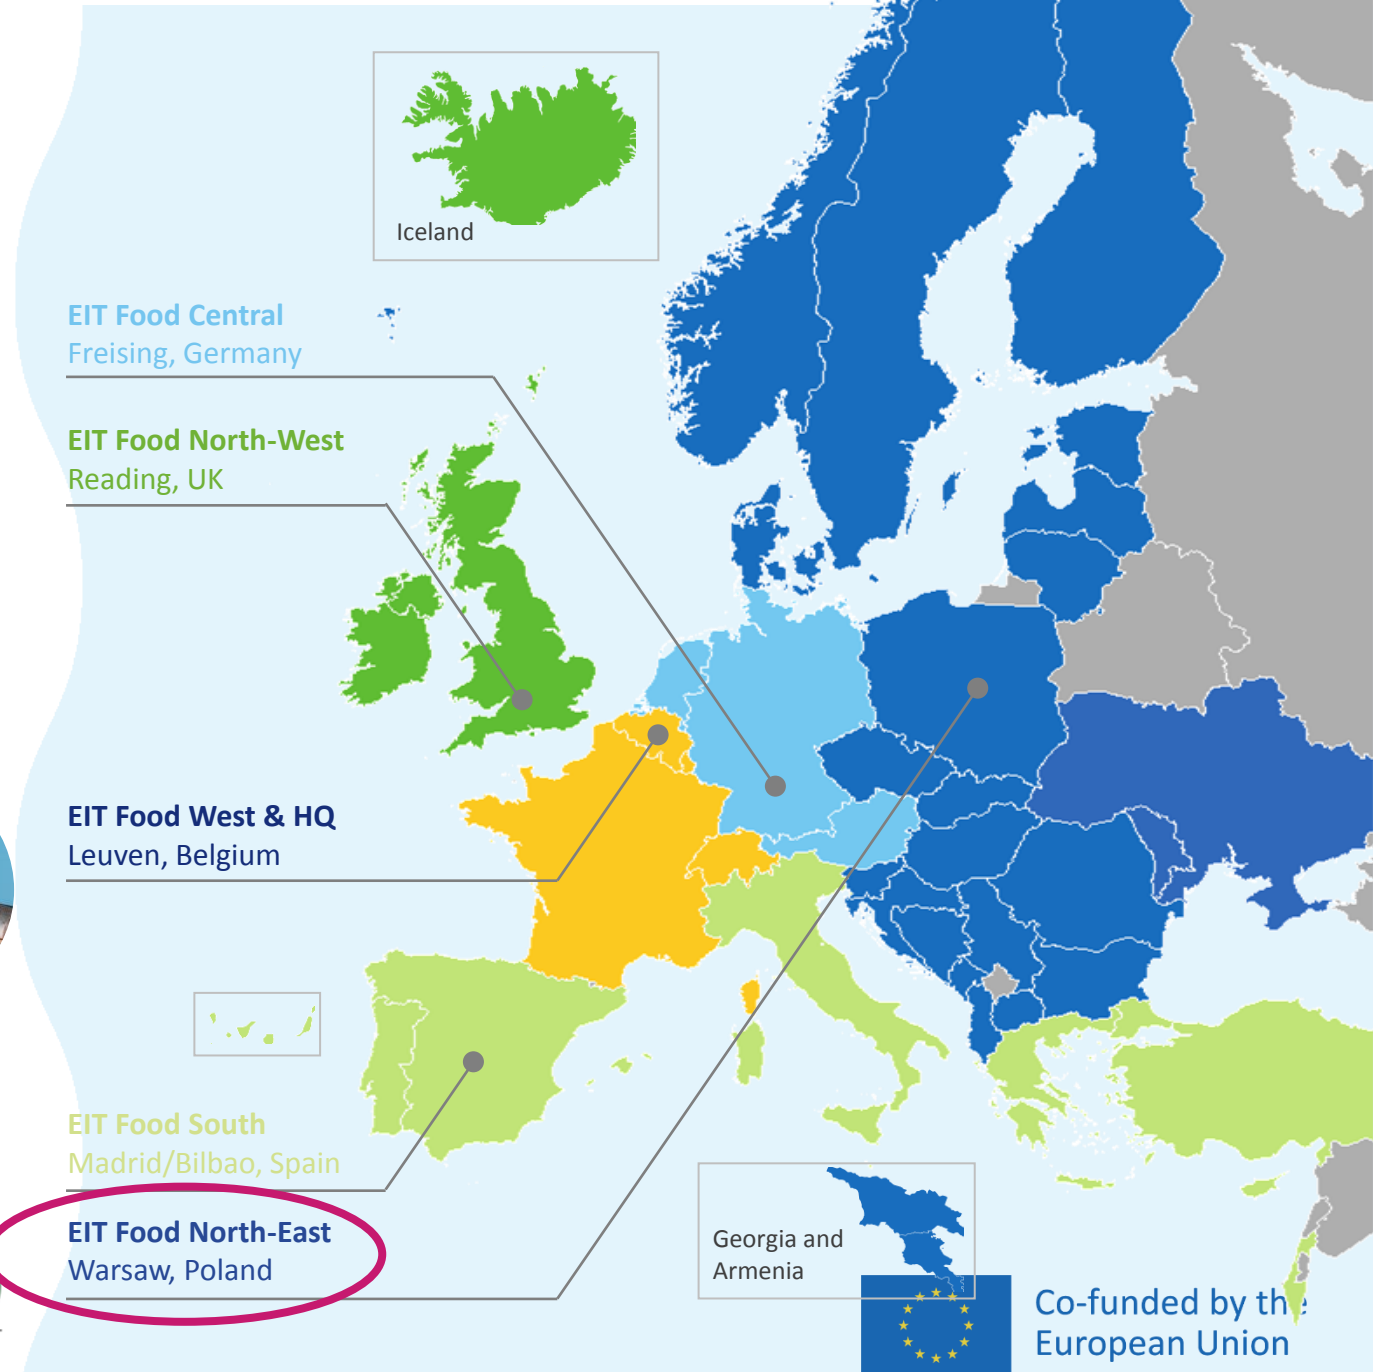 Iceland
EIT Food Central
Freising, Germany
EIT Food North-West
Reading, UK
EIT Food West & HQ
Leuven, Belgium
EIT Food South
Madrid/Bilbao, Spain
EIT Food North-East
Warsaw, Poland
Georgia and
Armenia
Co-funded by the
European Union